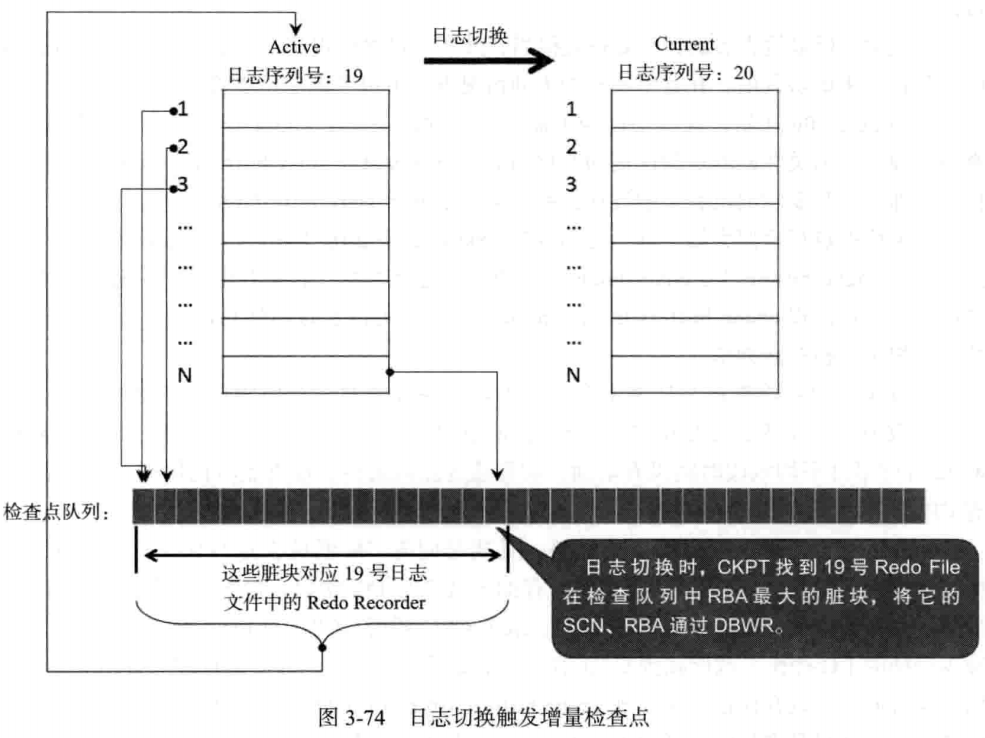 日志切换
Active
日志序列号：19
Current
日志序列号：20
1
2
3
...
...
...
...
N
1
2
3
...
...
...
...
N
检查点队列：
这些脏块对应 19 号日志
文件中的 Redo Recorder
日志切换时，CKPT 找到 19 号 Redo File
在检查队列中 RBA 最大的脏块，将它的
SCN、RBA 通过 DBWR。
图 3-74 日志切换触发增量检查点